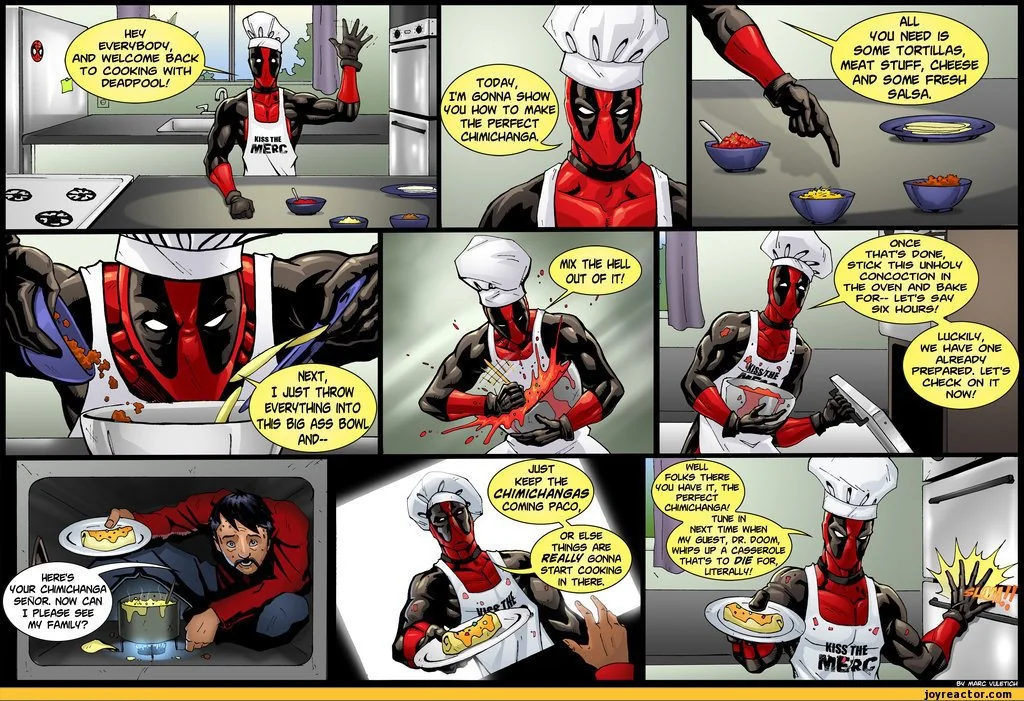 HEY
EVERYBODY,
AND WELCOME BACK
TO COOKING WITH
DEADPOOL!
KISS THE
MERC
TODAY,
I'M GONNA SHOW
YOU HOW TO MAKE
THE PERFECT
CHIMICHANGA.
ALL
YOU NEED IS
SOME TORTILLAS,
MEAT STUFF, CHEESE
AND SOME FRESH
SALSA.
NEXT,
I JUST THROW
EVERYTHING INTO
THIS BIG ASS BOWL
AND--
MIX THE HELL
OUT OF IT!
ONCE
THAT'S DONE,
STICK THIS UNHOLY
CONCOCTION IN
THE OVEN AND BAKE
FOR-- LET'S SAY
SIX HOURS!
LUCKILY,
WE HAVE ONE
ALREADY
PREPARED. LET'S
CHECK ON IT
NOW!
KISS THE
HERE'S
YOUR CHIMICHANGA
SEÑOR. NOW CAN
I PLEASE SEE
MY FAMILY?
JUST
KEEP THE
CHIMICHANGAS
COMING PACO,
OR ELSE
THINGS ARE
REALLY GONNA
START COOKING
IN THERE.
KISS THE
WELL
FOLKS THERE
YOU HAVE IT, THE
PERFECT
CHIMICHANGA!
TUNE IN
NEXT TIME WHEN
MY GUEST, DR. DOOM,
WHIPS UP A CASSEROLE
THAT'S TO DIE FOR,
LITERALLY!
SLAM!!
KISS THE
MERC
BY MARC VULETICH
joyreactor.com